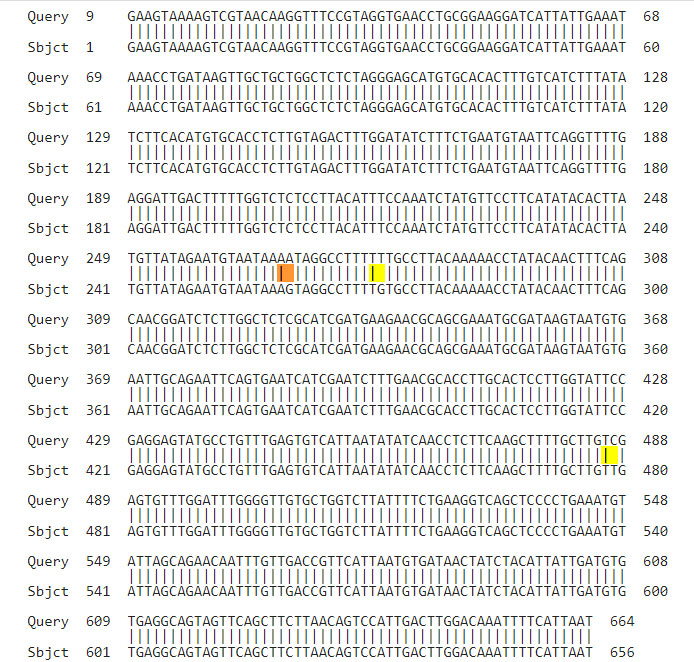 Query 9 GAAGTAAAAGTCGTAACAAGGTTTCCGTAGGTGAACCTGCGGAAGGATCATTATTGAAAT 68
Sbjct 1 GAAGTAAAAGTCGTAACAAGGTTTCCGTAGGTGAACCTGCGGAAGGATCATTATTGAAAT 60
Query 69 AAACCTGATAAGTTGCTGCTGGCTCTCTAGGGAGCATGTGCACACTTTGTCATCTTTATA 128
Sbjct 61 AAACCTGATAAGTTGCTGCTGGCTCTCTAGGGAGCATGTGCACACTTTGTCATCTTTATA 120
Query 129 TCTTCACATGTGCACCTCTTGTAGACTTTGGATATCTTTCTGAATGTAATTCAGGTTTTG 188
Sbjct 121 TCTTCACATGTGCACCTCTTGTAGACTTTGGATATCTTTCTGAATGTAATTCAGGTTTTG 180
Query 189 AGGATTGACTTTTTGGTCTCTCCTTACATTTCCAAATCTATGTTCCTTCATATACACTTA 248
Sbjct 181 AGGATTGACTTTTTGGTCTCTCCTTACATTTCCAAATCTATGTTCCTTCATATACACTTA 240
Query 249 TGTTATAGAATGTAATAAAATAGGCCTTTTTTTGCCTTACAAAAACCTATACAACTTTCAG 308
Sbjct 241 TGTTATAGAATGTAATAAAGTAGGCCTTTTGTGCCTTACAAAAACCTATACAACTTTCAG 300
Query 309 CAACGGATCTCTTGGCTCTCGCATCGATGAAGAACGCAGCGAAATGCGATAAGTAATGTG 368
Sbjct 301 CAACGGATCTCTTGGCTCTCGCATCGATGAAGAACGCAGCGAAATGCGATAAGTAATGTG 360
Query 369 AATTGCAGAATTCAGTGAATCATCGAATCTTTGAACGCACCTTGCACTCCTTGGTATTCC 428
Sbjct 361 AATTGCAGAATTCAGTGAATCATCGAATCTTTGAACGCACCTTGCACTCCTTGGTATTCC 420
Query 429 GAGGAGTATGCCTGTTTGAGTGTCATTAATATATCAACCTCTTCAAGCTTTTGCTTGTCG 488
Sbjct 421 GAGGAGTATGCCTGTTTGAGTGTCATTAATATATCAACCTCTTCAAGCTTTTGCTTGTTG 480
Query 489 AGTGTTTGGATTTGGGGTTGTGCTGGTCTTATTTTCTGAAGGTCAGCTCCCCTGAAATGT 548
Sbjct 481 AGTGTTTGGATTTGGGGTTGTGCTGGTCTTATTTTCTGAAGGTCAGCTCCCCTGAAATGT 540
Query 549 ATTAGCAGAACAATTTGTTGACCGTTCATTAATGTGATAACTATCTACATTATTGATGTG 608
Sbjct 541 ATTAGCAGAACAATTTGTTGACCGTTCATTAATGTGATAACTATCTACATTATTGATGTG 600
Query 609 TGAGGCAGTAGTTCAGCTTCTTAACAGTCCATTGACTTGGACAAATTTTTCATTAAT 664
Sbjct 601 TGAGGCAGTAGTTCAGCTTCTTAACAGTCCATTGACTTGGACAAATTTTCATTAAT 656